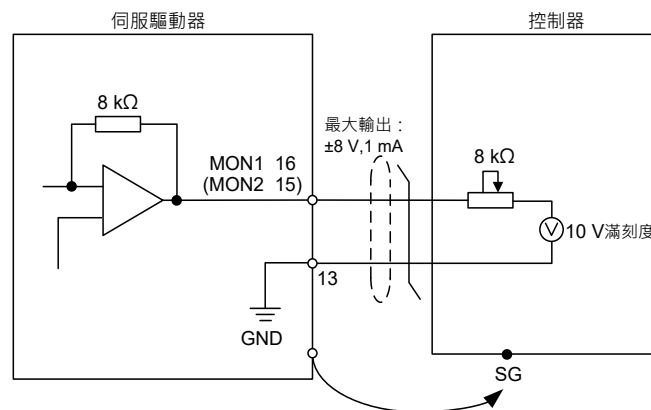 伺服驅動器
控制器
8 kΩ
最大輸出：
±8 V,1 mA
MON1 16
(MON2 15)
8 kΩ
V
10 V滿刻度
13
GND
SG